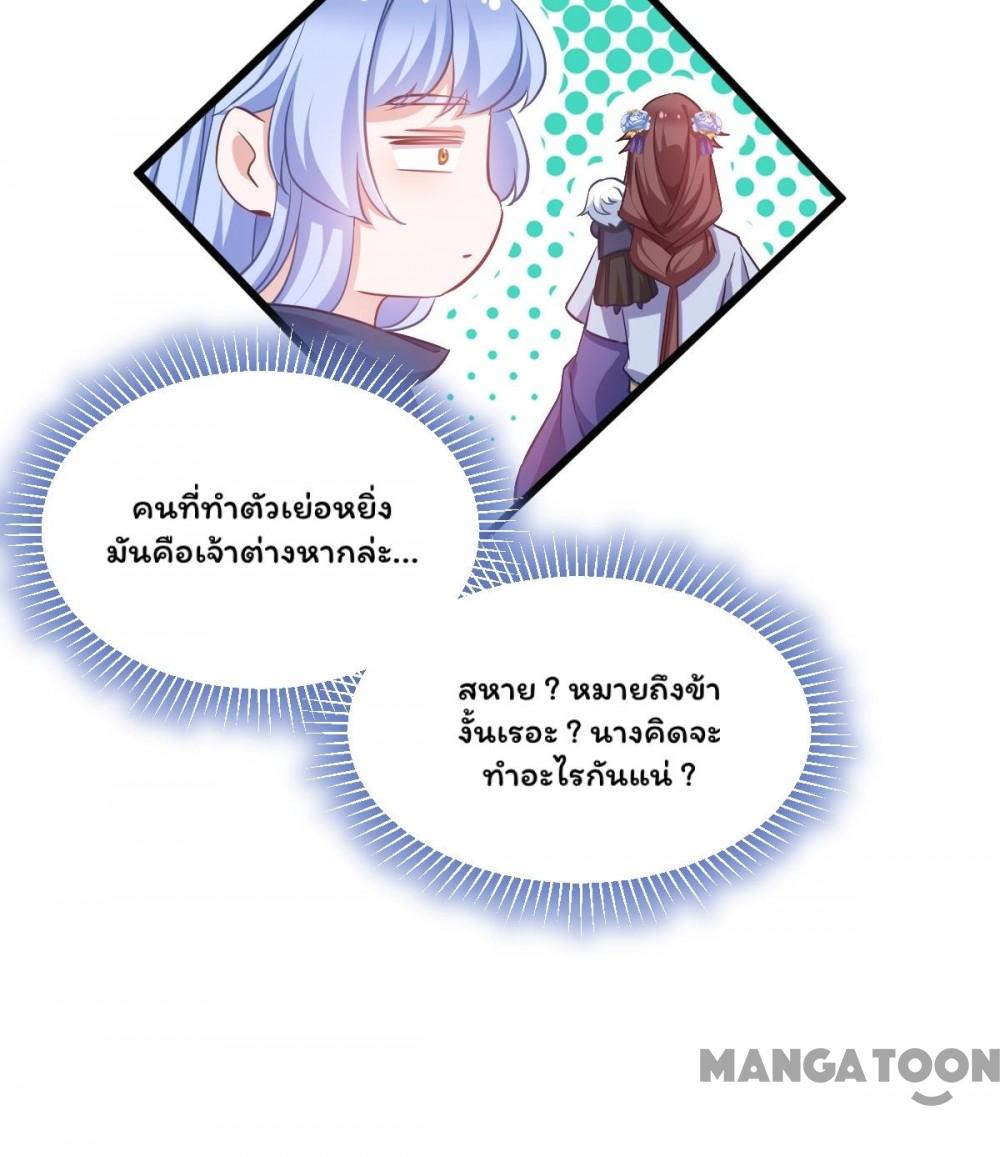 คนที่ทำตัวเย่อหยิ่ง
มันคือเจ้าต่างหากล่ะ...
สหาย ? หมายถึงข้า
งั้นเรอะ ? นางคิดจะ
ทำอะไรกันแน่ ?
MANGATOON